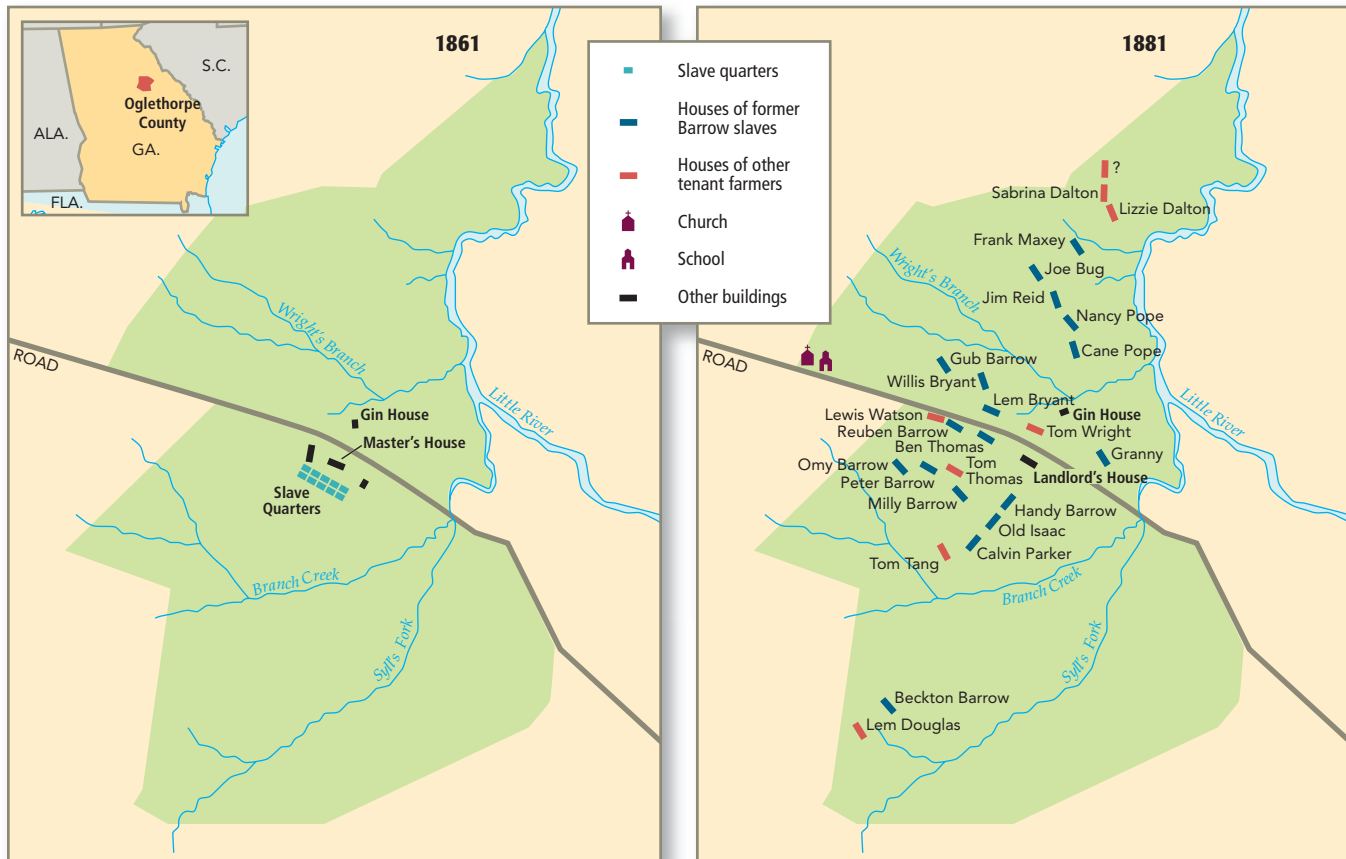 1861
S.C.
Oglethorpe
County
ALA.
GA.
FLA.
Wright's Branch
ROAD
Little River
Gin House
Master's House
Slave
Quarters
Branch Creek
Syll's Fork
Slave quarters
Houses of former
Barrow slaves
Houses of other
tenant farmers
Church
School
Other buildings
1881
?
Sabrina Dalton
Lizzie Dalton
Frank Maxey
Joe Bug
Wright's Branch
Jim Reid
Nancy Pope
Cane Pope
ROAD
Gub Barrow
Willis Bryant
Lem Bryant
Little River
Lewis Watson
Gin House
Reuben Barrow
Tom Wright
Ben Thomas
Granny
Omy Barrow
Tom
Thomas
Peter Barrow
Landlord's House
Milly Barrow
Handy Barrow
Old Isaac
Calvin Parker
Tom Tang
Branch Creek
Syll's Fork
Beckton Barrow
Lem Douglas